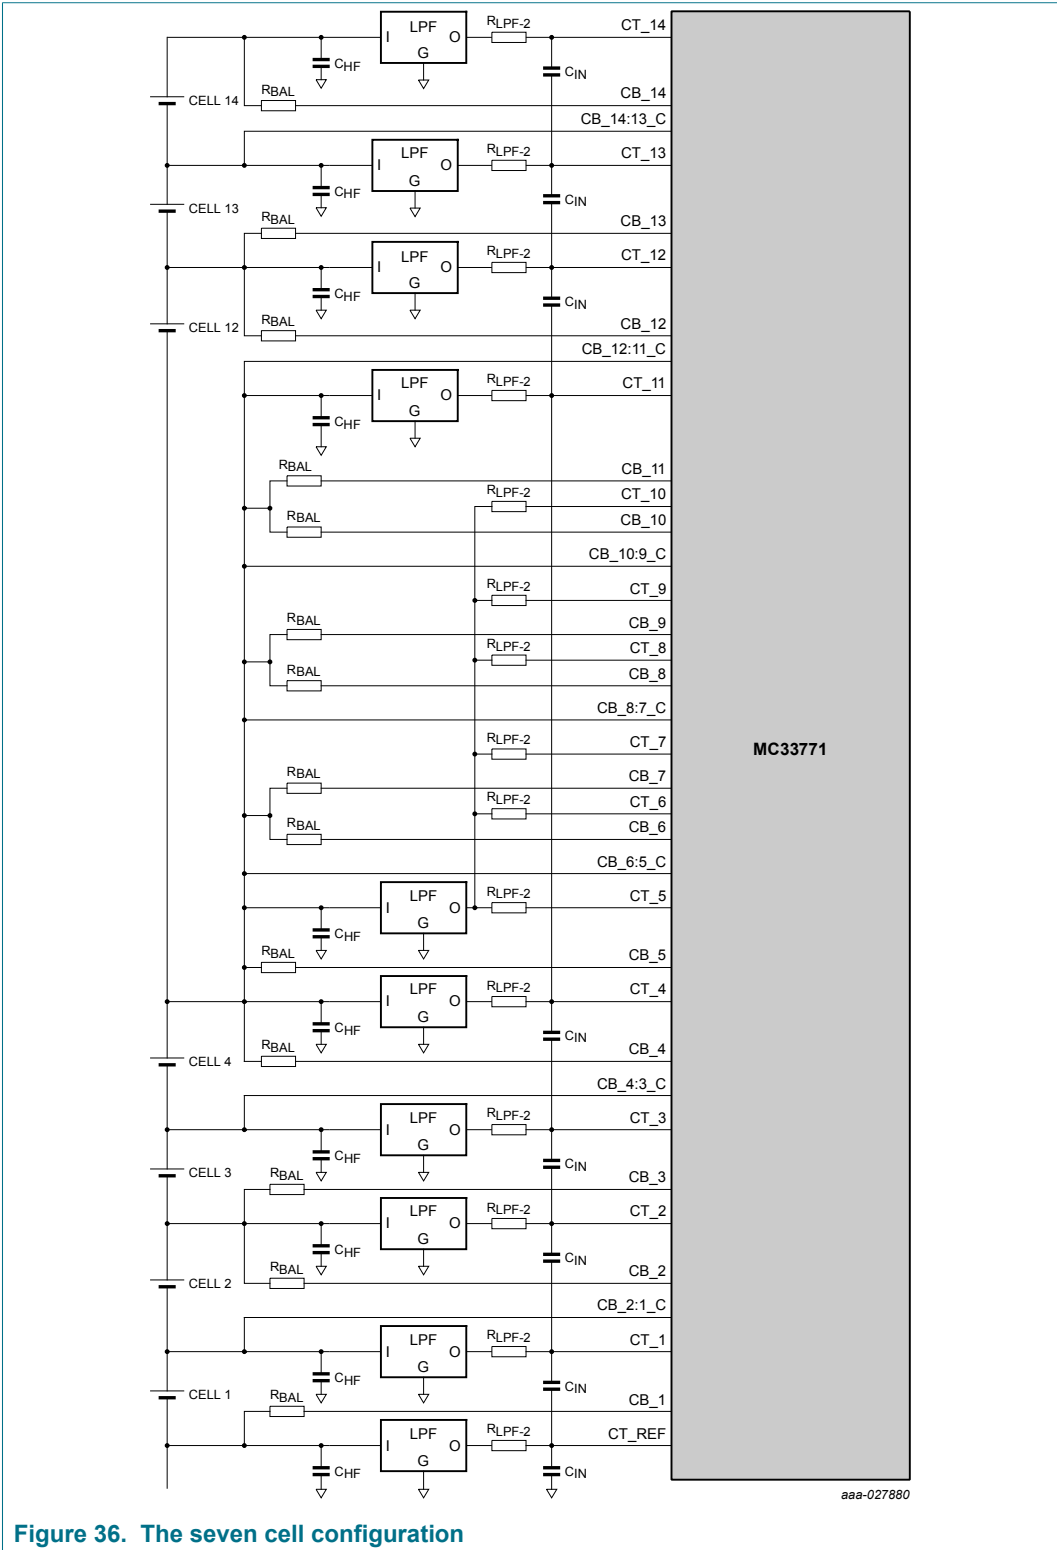 LPF
RLPF-2
CT_14
I
O
G
CHF
CIN
CELL 14
RBAL
CB_14
CB_14:13_C
LPF
RLPF-2
CT_13
I
O
G
CHF
CIN
CELL 13
RBAL
CB_13
LPF
RLPF-2
CT_12
I
O
G
CHF
CIN
CELL 12
RBAL
CB_12
CB_12:11_C
LPF
RLPF-2
CT_11
I
O
G
CHF
RBAL
CB_11
RLPF-2
CT_10
RBAL
CB_10
CB_10:9_C
RLPF-2
CT_9
RBAL
CB_9
RLPF-2
CT_8
RBAL
CB_8
CB_8:7_C
RLPF-2
CT_7
MC33771
RBAL
CB_7
RLPF-2
CT_6
RBAL
CB_6
CB_6:5_C
LPF
RLPF-2
CT_5
I
O
G
CHF
RBAL
CB_5
LPF
RLPF-2
CT_4
I
O
G
CHF
CIN
CELL 4
RBAL
CB_4
CB_4:3_C
LPF
RLPF-2
CT_3
I
O
G
CHF
CIN
CELL 3
RBAL
CB_3
LPF
RLPF-2
CT_2
I
O
G
CHF
CIN
CELL 2
RBAL
CB_2
CB_2:1_C
LPF
RLPF-2
CT_1
I
O
G
CHF
CIN
CELL 1
RBAL
CB_1
LPF
RLPF-2
CT_REF
I
O
G
CHF
CIN
aaa-027880
Figure 36. The seven cell configuration